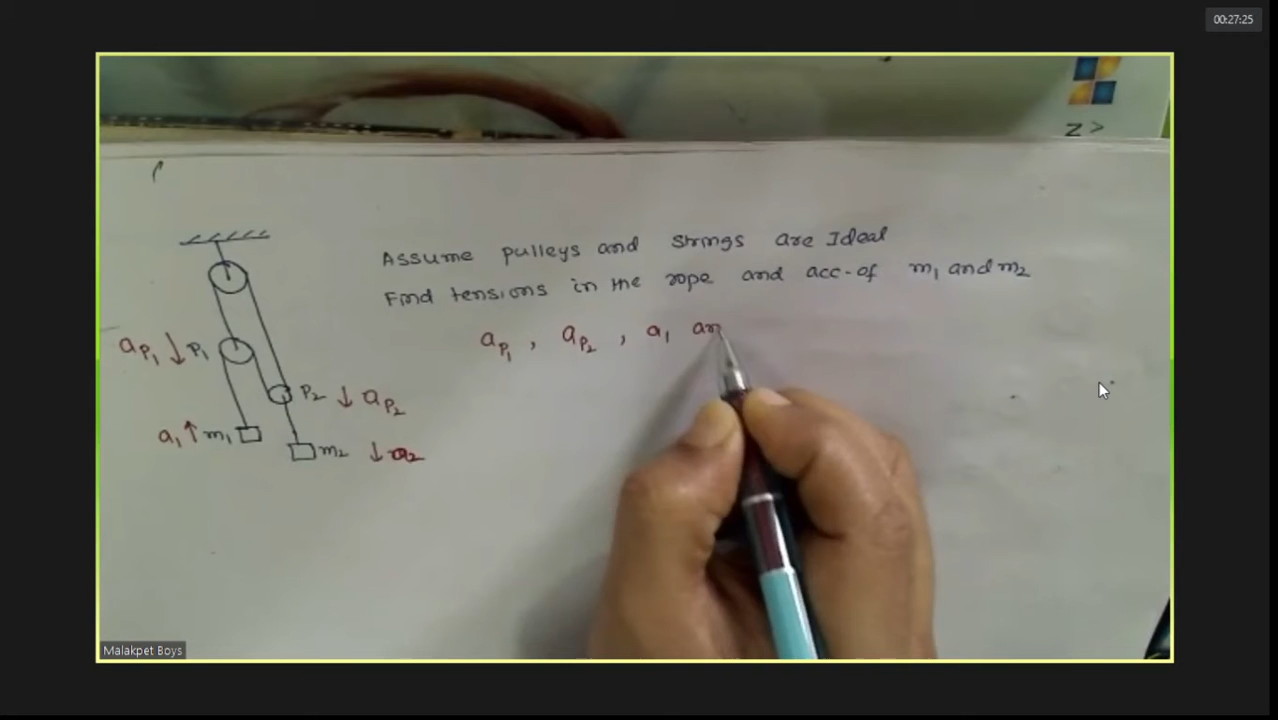 00:27:25
Z >
Assume pulleys and strings are Ideal
Find tensions in the rope and acc-of m₁ and m₂
aₚ₁ ↓ P₁
aₚ₁ , aₚ₂ , a₁ an
P₂ ↓ aₚ₂
a₁ ↑ m₁
m₂ ↓ a₂
Malakpet Boys